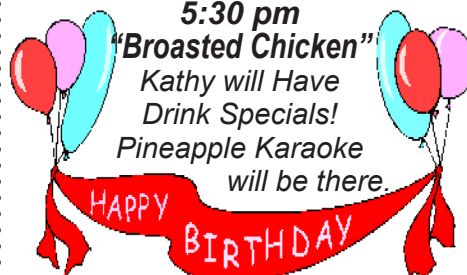 5:30 pm
“Broasted Chicken”
Kathy will Have
Drink Specials!
Pineapple Karaoke
will be there.
HAPPY
BIRTHDAY